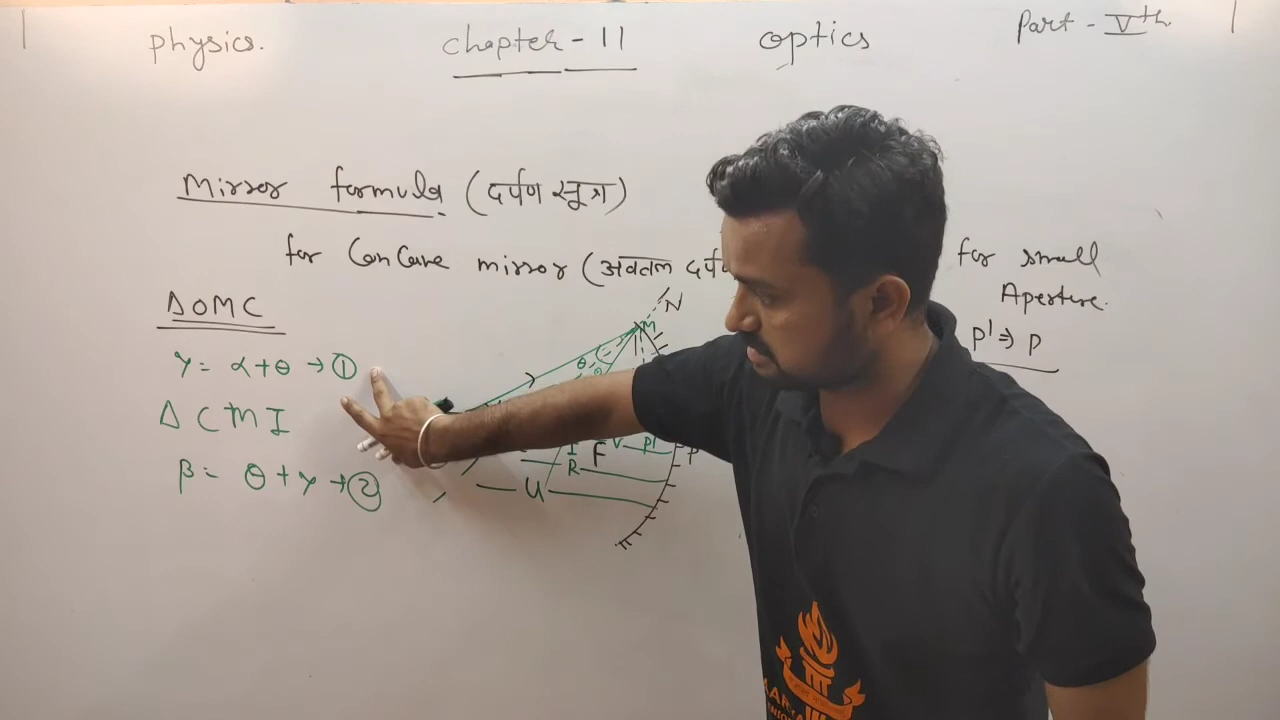 physics. chapter - 11 optics Part - Vth.
Mirror formula (दर्पण सूत्र)
for Concave mirror (अवतल दर्प
for small
Aperture.
p' ⇒ p
ΔOMC
γ = α + θ → ①
Δ CMI
β = θ + γ → ②
N
M
θ
I F V P'
R
U